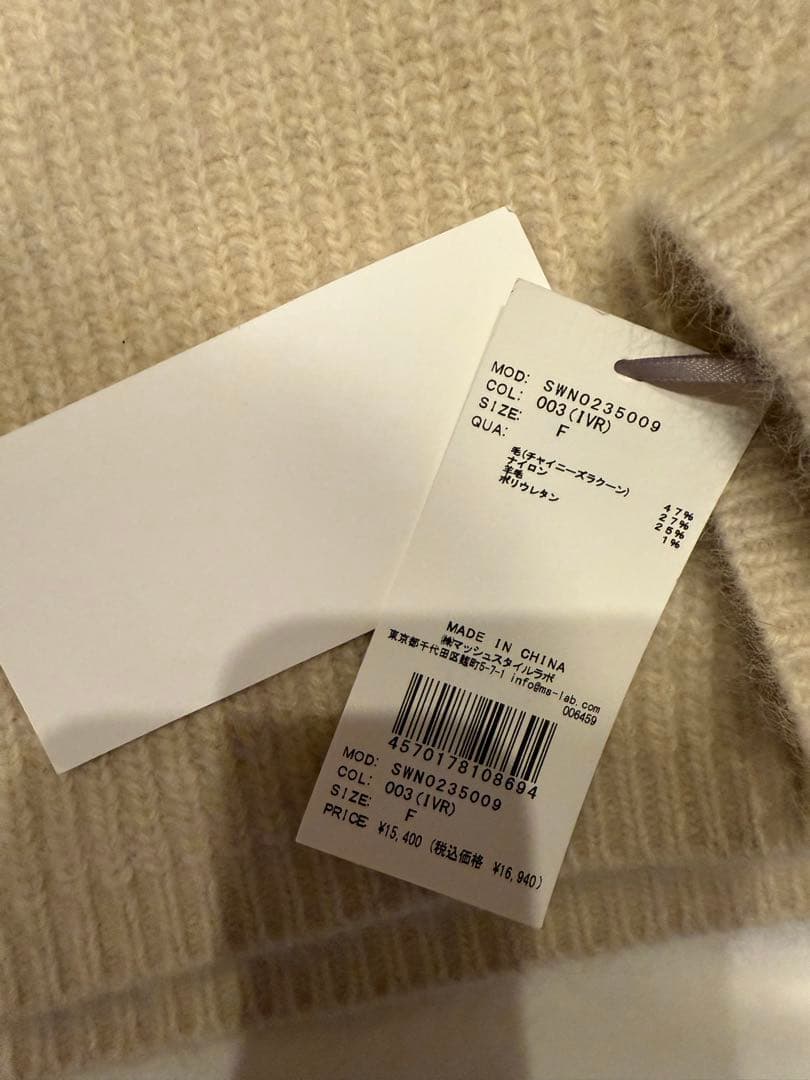 MOD: SWN0235009
COL: 003(IVR)
SIZE: F
QUA:
毛(チャイニーズラクーン) 47%
ナイロン 27%
羊毛 25%
ポリウレタン 1%
MADE IN CHINA
㈱マッシュスタイルラボ
東京都千代田区麹町5-7-1 info@ms-lab.com
006459
4570178108694
MOD: SWN0235009
COL: 003(IVR)
SIZE: F
PRICE ¥15,400 (税込価格 ¥16,940)